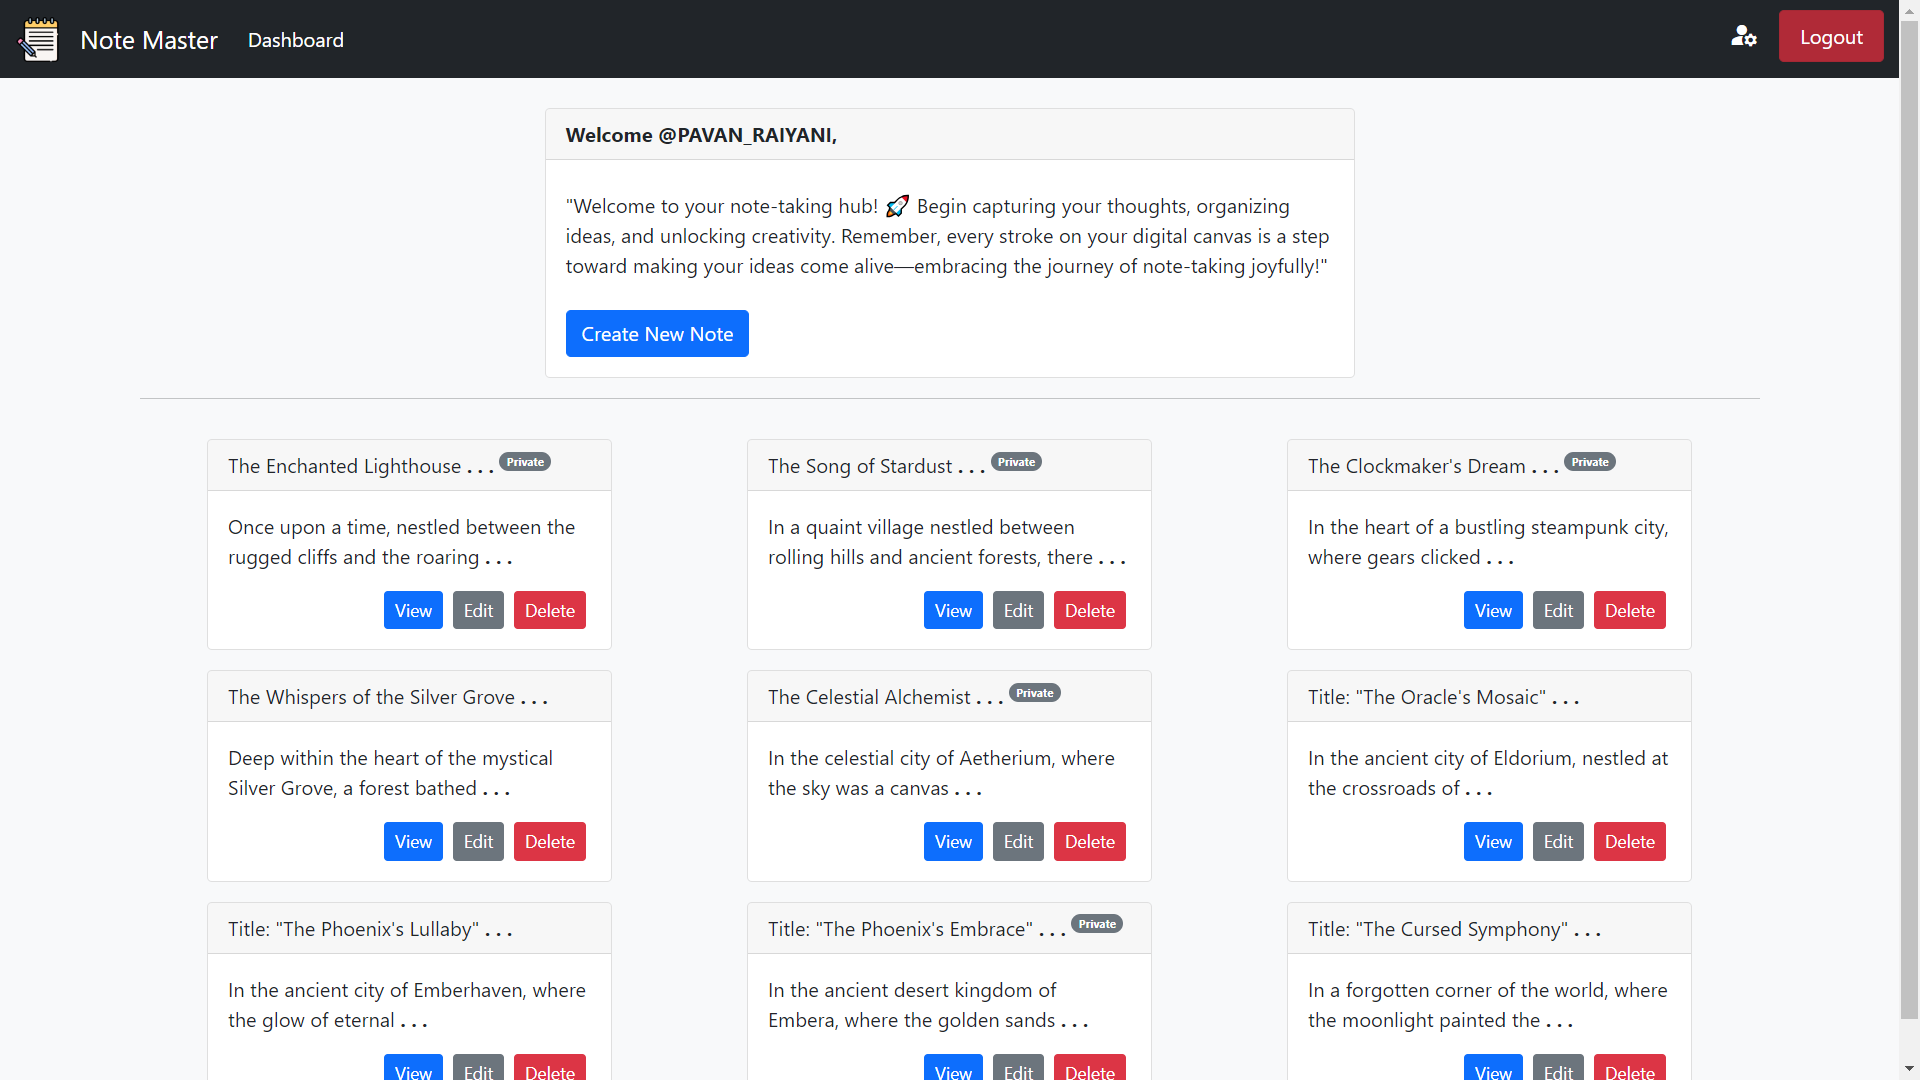 Note Master Dashboard Logout
Welcome @PAVAN_RAIYANI,
"Welcome to your note-taking hub! 🚀 Begin capturing your thoughts, organizing
ideas, and unlocking creativity. Remember, every stroke on your digital canvas is a step
toward making your ideas come alive—embracing the journey of note-taking joyfully!"
Create New Note
The Enchanted Lighthouse . . . Private
Once upon a time, nestled between the
rugged cliffs and the roaring . . .
View Edit Delete
The Song of Stardust . . . Private
In a quaint village nestled between
rolling hills and ancient forests, there . . .
View Edit Delete
The Clockmaker's Dream . . . Private
In the heart of a bustling steampunk city,
where gears clicked . . .
View Edit Delete
The Whispers of the Silver Grove . . .
Deep within the heart of the mystical
Silver Grove, a forest bathed . . .
View Edit Delete
The Celestial Alchemist . . . Private
In the celestial city of Aetherium, where
the sky was a canvas . . .
View Edit Delete
Title: "The Oracle's Mosaic" . . .
In the ancient city of Eldorium, nestled at
the crossroads of . . .
View Edit Delete
Title: "The Phoenix's Lullaby" . . .
In the ancient city of Emberhaven, where
the glow of eternal . . .
View Edit Delete
Title: "The Phoenix's Embrace" . . . Private
In the ancient desert kingdom of
Embera, where the golden sands . . .
View Edit Delete
Title: "The Cursed Symphony" . . .
In a forgotten corner of the world, where
the moonlight painted the . . .
View Edit Delete